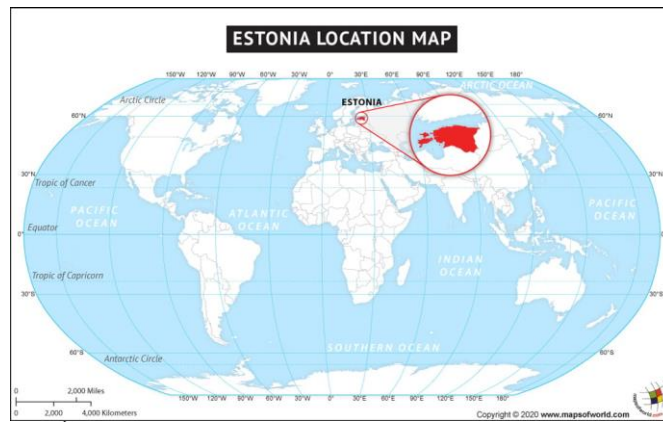 ESTONIA LOCATION MAP
150°W 120°W 90°W 60°W 30°W 0° 30°E 60°E 90°E 120°E 150°E 180°
ARCTIC OCEAN
Arctic Circle
ESTONIA
60°N 60°N
30°N 30°N
Tropic of Cancer
PACIFIC OCEAN
ATLANTIC OCEAN
PACIFIC OCEAN
Equator
0° 0°
INDIAN OCEAN
Tropic of Capricorn
30°S 30°S
SOUTHERN OCEAN
60°S 60°S
Antarctic Circle
0 2,000 Miles
0 2,000 4,000 Kilometers
150°W 120°W 90°W 60°W 30°W 0° 30°E 60°E 90°E 120°E 150°E 180°
Copyright © 2020 www.mapsofworld.com
mapsofworld